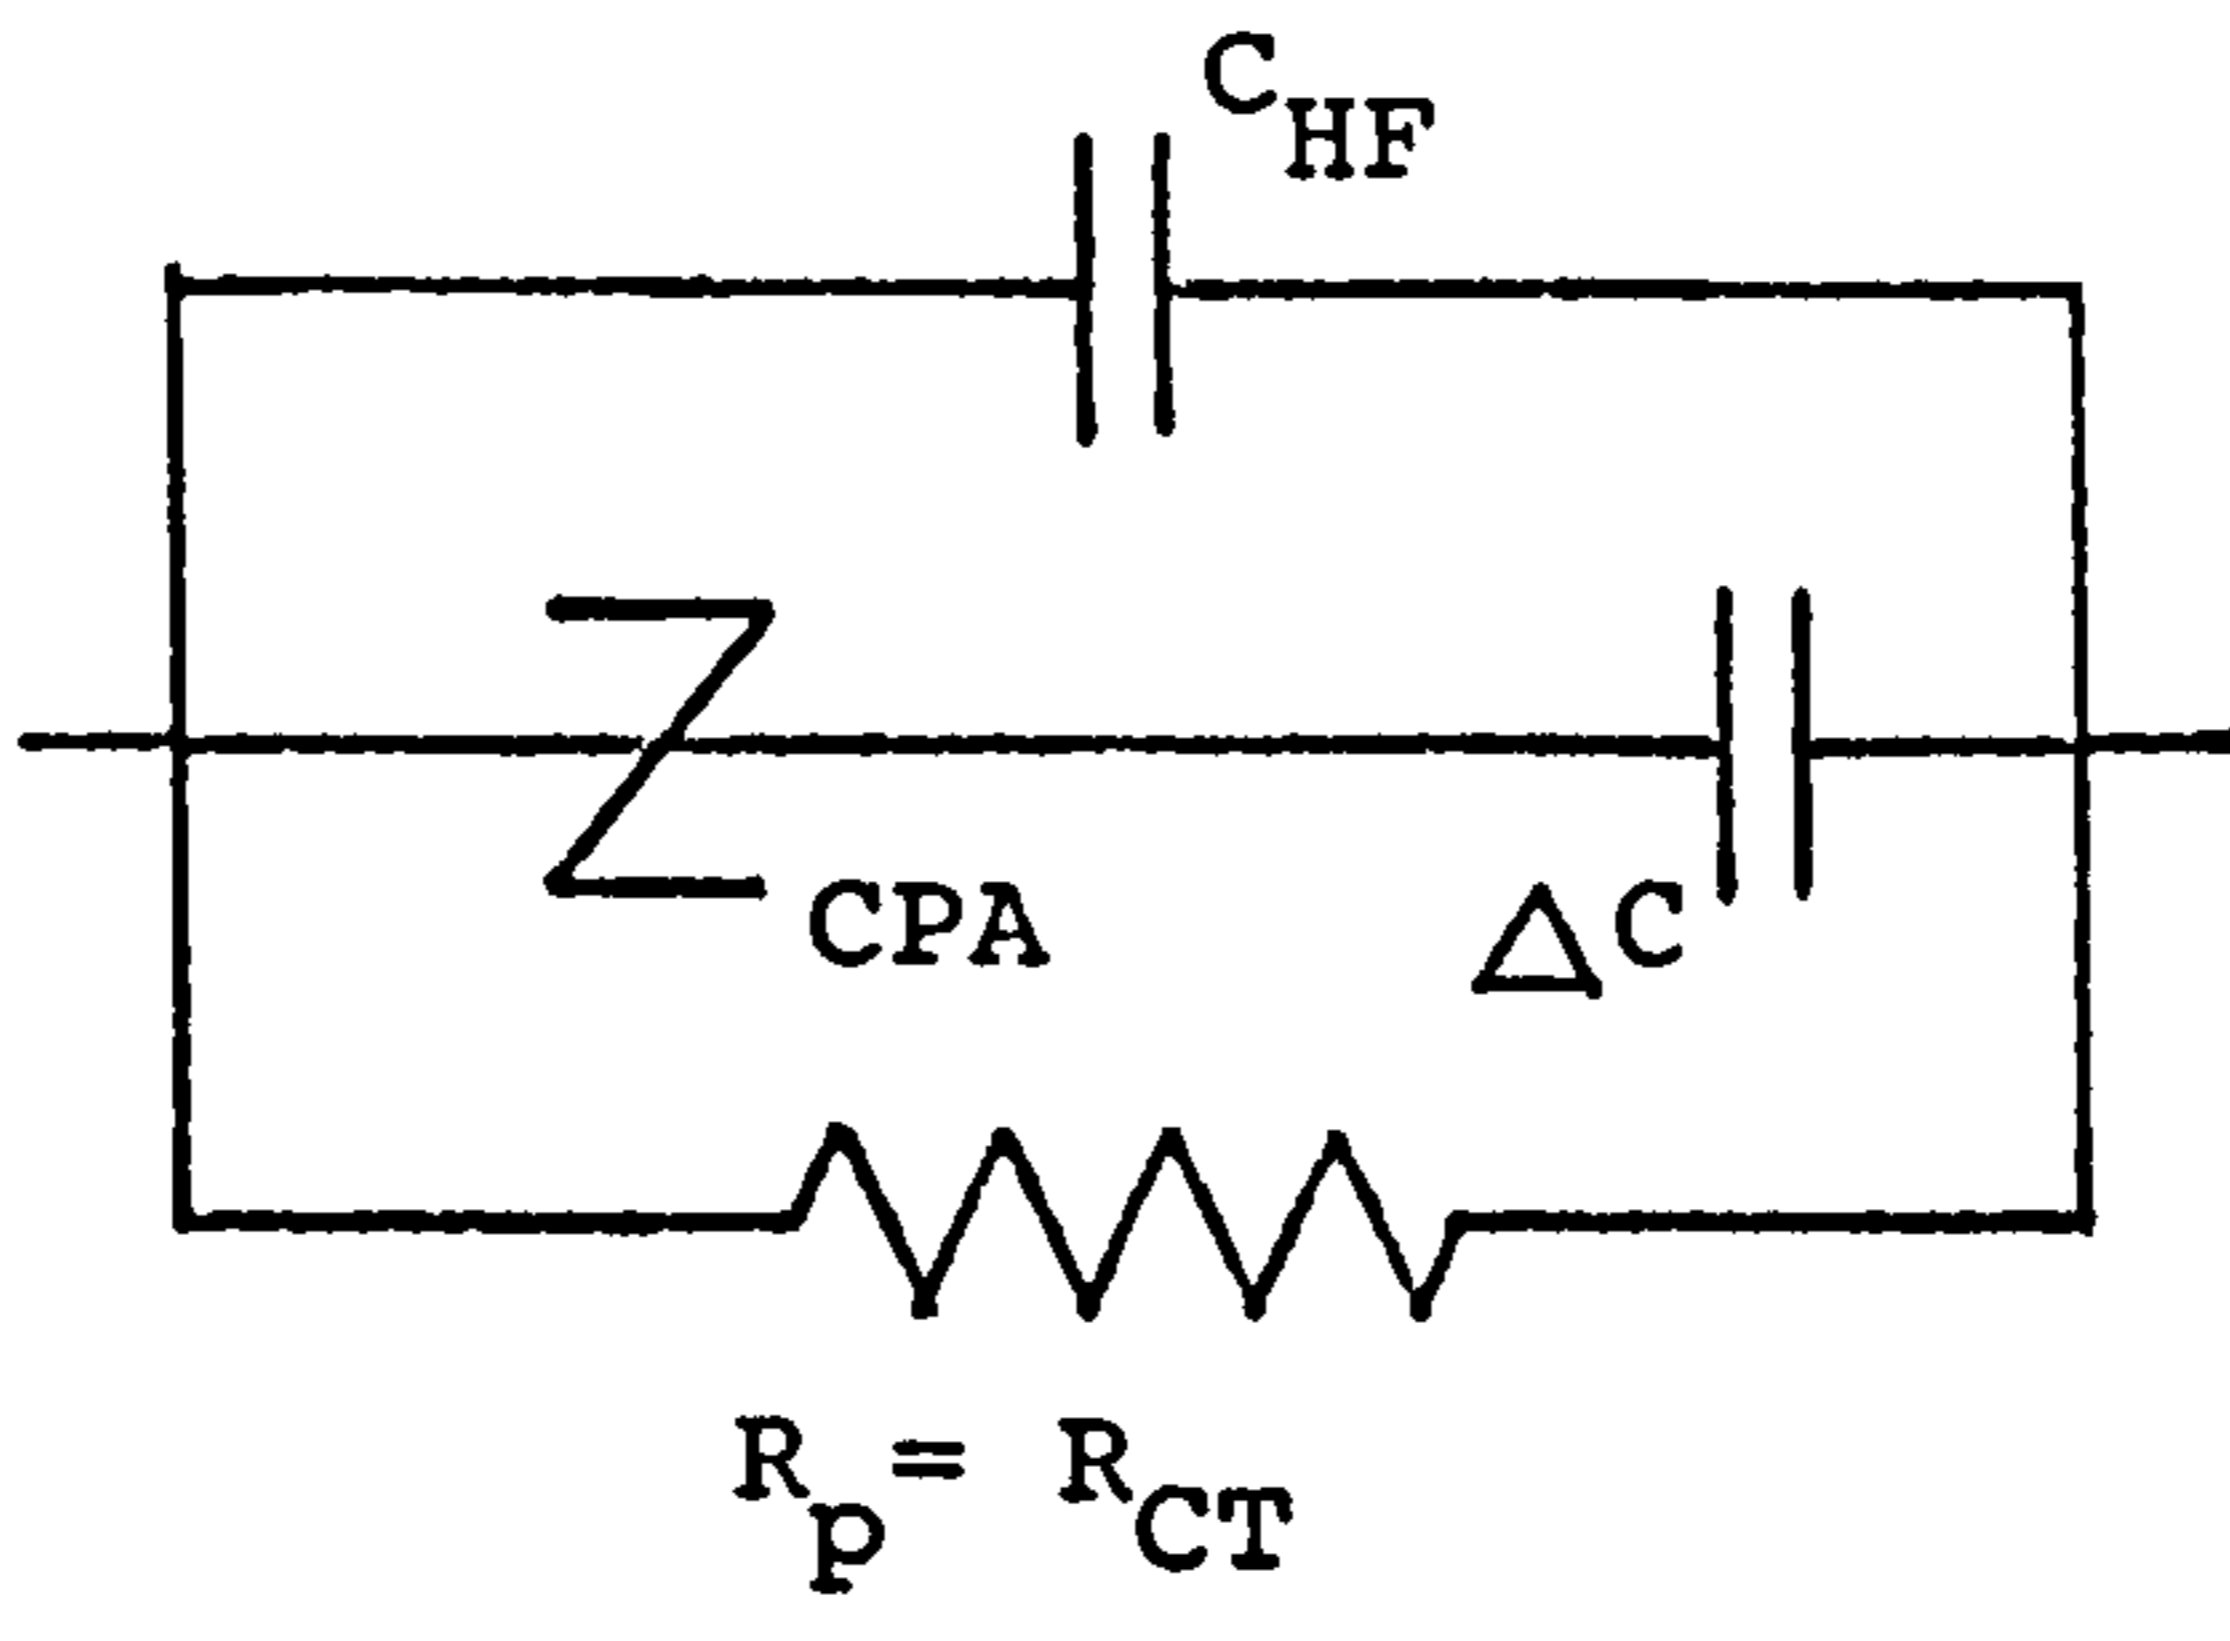 C_HF
Z_CPA
ΔC
R_p = R_CT